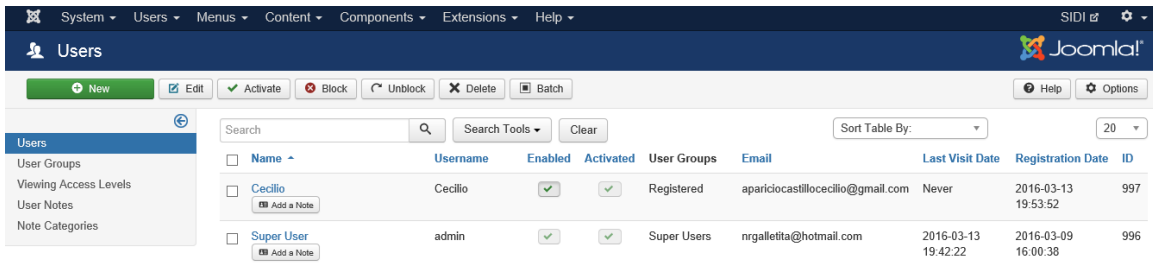 System Users Menus Content Components Extensions Help SIDI
Users Joomla!
New Edit Activate Block Unblock Delete Batch Help Options
Search Search Tools Clear Sort Table By: 20
Users
User Groups
Viewing Access Levels
User Notes
Note Categories
Name Username Enabled Activated User Groups Email Last Visit Date Registration Date ID
Cecilio Cecilio Registered apariciocastillocecilio@gmail.com Never 2016-03-13 997
Add a Note 19:53:52
Super User admin Super Users nrgalletita@hotmail.com 2016-03-13 2016-03-09 996
Add a Note 19:42:22 16:00:38